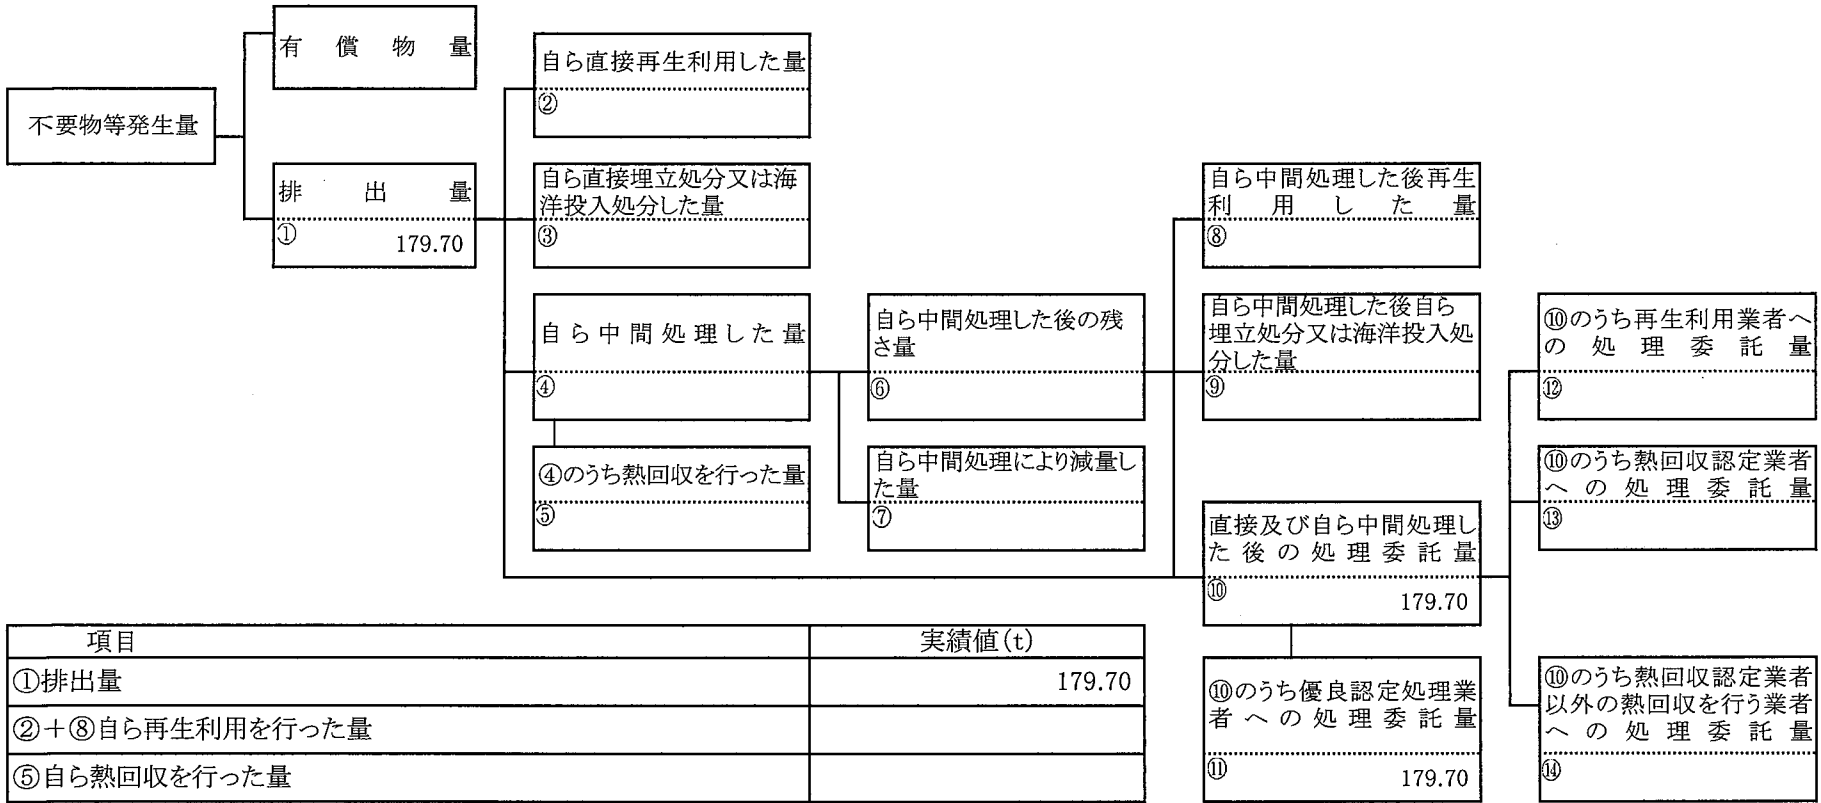 有償物量
不要物等発生量
排出量
①
179.70
自ら直接再生利用した量
②
自ら直接埋立処分又は海
洋投入処分した量
③
自ら中間処理した量
④
④のうち熱回収を行った量
⑤
自ら中間処理した後の残
さ量
⑥
自ら中間処理により減量し
た量
⑦
自ら中間処理した後再生
利用した量
⑧
自ら中間処理した後自ら
埋立処分又は海洋投入処
分した量
⑨
直接及び自ら中間処理し
た後の処理委託量
⑩
179.70
⑩のうち優良認定処理業
者への処理委託量
⑪
179.70
⑩のうち再生利用業者へ
の処理委託量
⑫
⑩のうち熱回収認定業者
への処理委託量
⑬
⑩のうち熱回収認定業者
以外の熱回収を行う業者
への処理委託量
⑭
項目 実績値(t)
①排出量 179.70
②+⑧自ら再生利用を行った量
⑤自ら熱回収を行った量